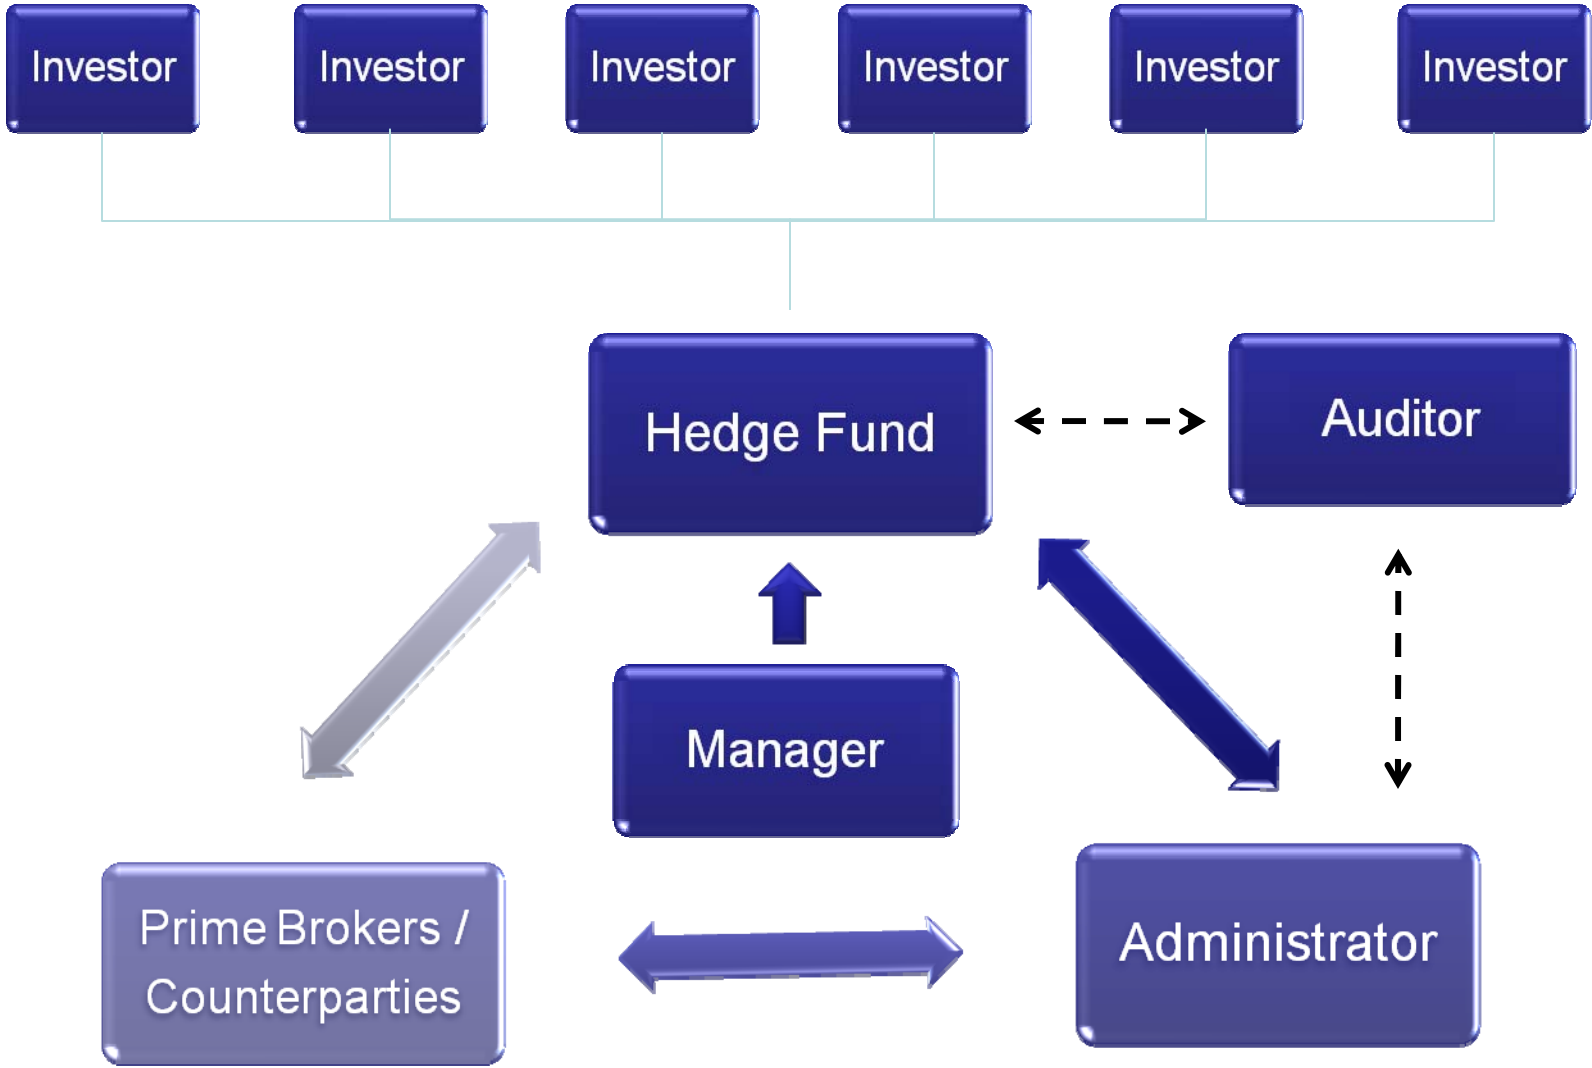 Investor
Investor
Investor
Investor
Investor
Investor
Hedge Fund
Auditor
Manager
Prime Brokers /
Counterparties
Administrator